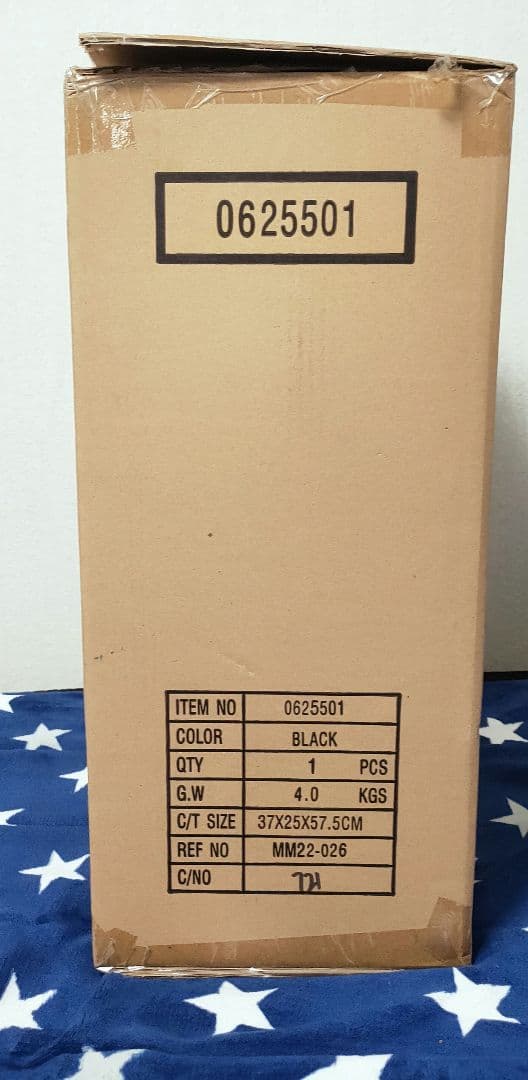 0625501
ITEM NO 0625501
COLOR BLACK
QTY 1 PCS
G.W 4.0 KGS
C/T SIZE 37X25X57.5CM
REF NO MM22-026
C/NO 721